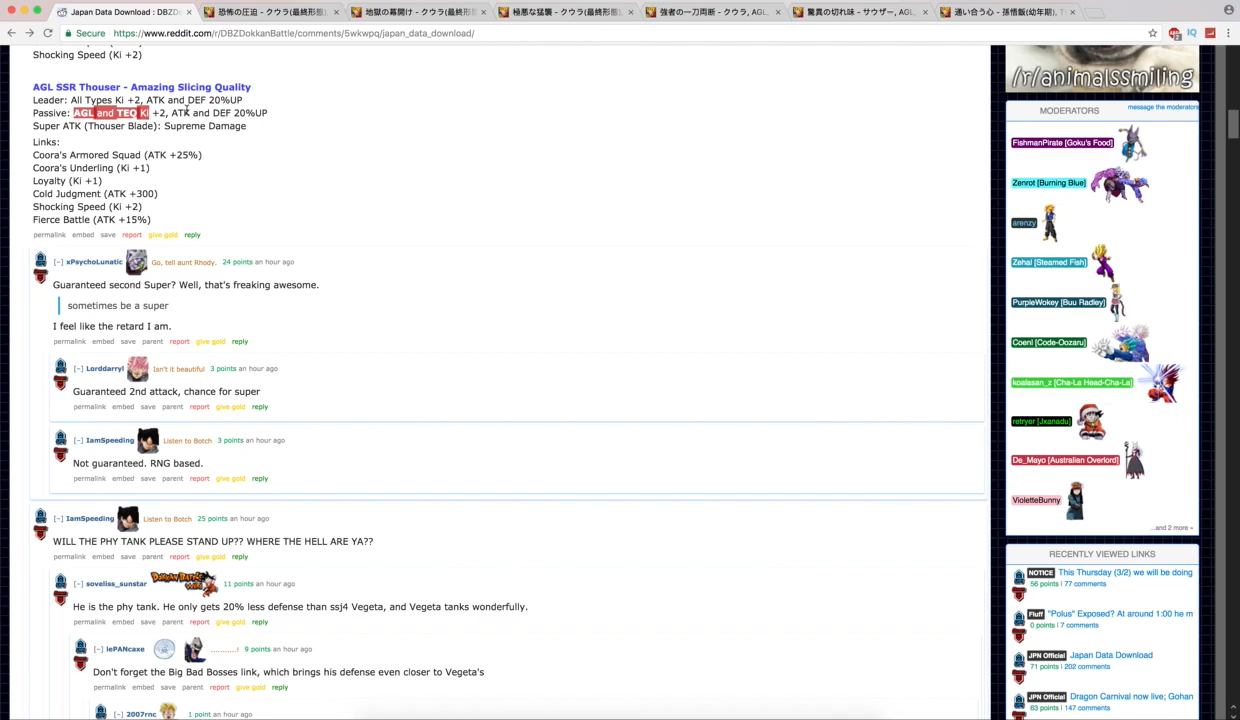 Japan Data Download : DBZDo
恐怖の圧迫 - クウラ(最終形態)
地獄の幕開け - クウラ(最終形
極悪な猛襲 - クウラ(最終形態)
強者の一刀両断 - クウラ, AGL
驚異の切れ味 - サウザー, AGL
通い合う心 - 孫悟飯(幼年期), T
Secure
https://www.reddit.com/r/DBZDokkanBattle/comments/5wkwpq/japan_data_download/
Shocking Speed (Ki +2)
AGL SSR Thouser - Amazing Slicing Quality
Leader: All Types Ki +2, ATK and DEF 20%UP
Passive: AGL and TEQ Ki +2, ATK and DEF 20%UP
Super ATK (Thouser Blade): Supreme Damage
Links:
Coora's Armored Squad (ATK +25%)
Coora's Underling (Ki +1)
Loyalty (Ki +1)
Cold Judgment (ATK +300)
Shocking Speed (Ki +2)
Fierce Battle (ATK +15%)
permalink embed save report give gold reply
[–] xPsychoLunatic Go, tell aunt Rhody. 24 points an hour ago
Guaranteed second Super? Well, that's freaking awesome.
sometimes be a super
I feel like the retard I am.
permalink embed save parent report give gold reply
[–] Lorddarryl Isn't it beautiful 3 points an hour ago
Guaranteed 2nd attack, chance for super
permalink embed save parent report give gold reply
[–] IamSpeeding Listen to Botch 3 points an hour ago
Not guaranteed. RNG based.
permalink embed save parent report give gold reply
[–] IamSpeeding Listen to Botch 25 points an hour ago
WILL THE PHY TANK PLEASE STAND UP?? WHERE THE HELL ARE YA??
permalink embed save parent report give gold reply
[–] soveliss_sunstar 11 points an hour ago
He is the phy tank. He only gets 20% less defense than ssj4 Vegeta, and Vegeta tanks wonderfully.
permalink embed save parent report give gold reply
[–] lePANcaxe ...........! 9 points an hour ago
Don't forget the Big Bad Bosses link, which brings his defense even closer to Vegeta's
permalink embed save parent report give gold reply
[–] 2007rnc 1 point an hour ago
/r/animalssmiling
MODERATORS
message the moderators
FishmanPirate [Goku's Food]
Zenrot [Burning Blue]
arenzy
Zehal [Steamed Fish]
PurpleWokey [Buu Radley]
Coenl [Code-Oozaru]
koalasan_z [Cha-La Head-Cha-La]
retryer [Jxanadu]
De_Mayo [Australian Overlord]
VioletteBunny
...and 2 more »
RECENTLY VIEWED LINKS
NOTICE This Thursday (3/2) we will be doing
56 points | 77 comments
Fluff "Polus" Exposed? At around 1:00 he m
0 points | 7 comments
JPN Official Japan Data Download
71 points | 202 comments
JPN Official Dragon Carnival now live; Gohan
63 points | 147 comments